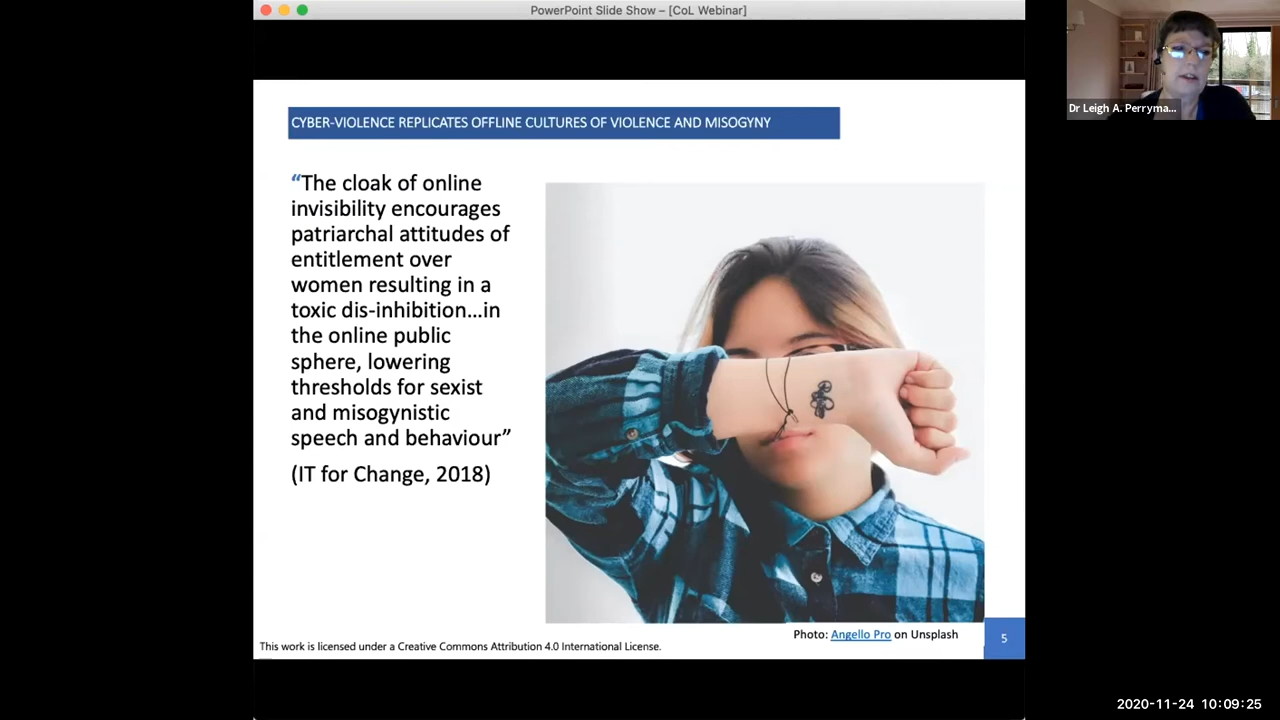 PowerPoint Slide Show – [CoL Webinar]
CYBER-VIOLENCE REPLICATES OFFLINE CULTURES OF VIOLENCE AND MISOGYNY
“The cloak of online
invisibility encourages
patriarchal attitudes of
entitlement over
women resulting in a
toxic dis-inhibition...in
the online public
sphere, lowering
thresholds for sexist
and misogynistic
speech and behaviour”
(IT for Change, 2018)
Photo: Angello Pro on Unsplash
5
This work is licensed under a Creative Commons Attribution 4.0 International License.
Dr Leigh A. Perryma...
2020-11-24 10:09:25